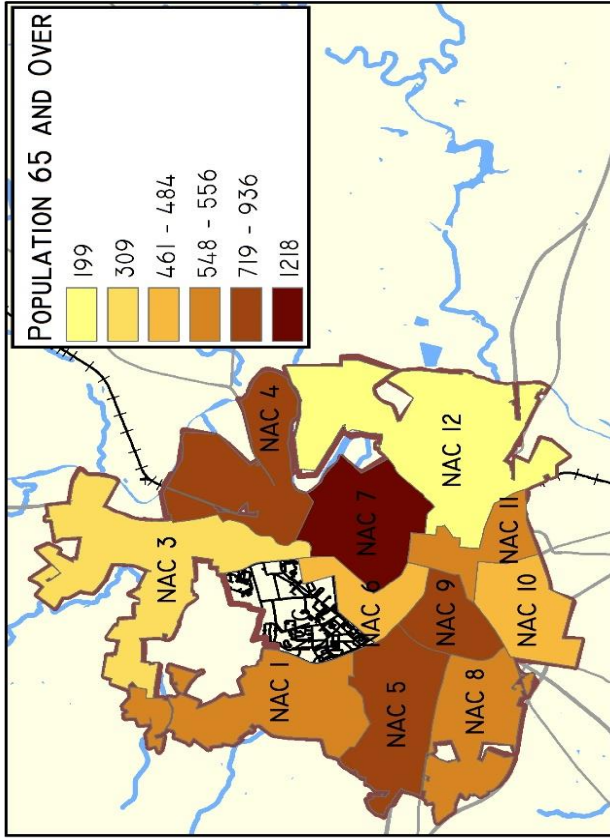 POPULATION 65 AND OVER
199
309
461 - 484
548 - 556
719 - 936
1218
NAC 3
NAC 4
NAC 1
NAC 7
NAC 6
NAC 12
NAC 5
NAC 9
NAC 11
NAC 8
NAC 10